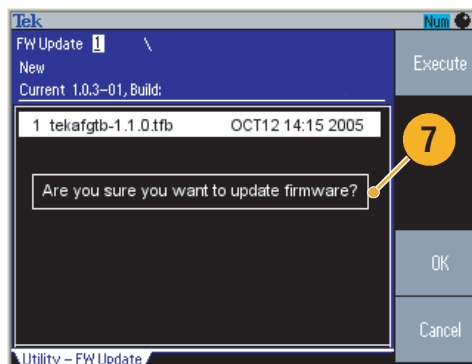 Tek
Num
FW Update 1 \
New
Current 1.0.3-01, Build:
Execute
1 tekafgtb-1.1.0.tfb OCT12 14:15 2005
7
Are you sure you want to update firmware?
OK
Cancel
Utility - FW Update